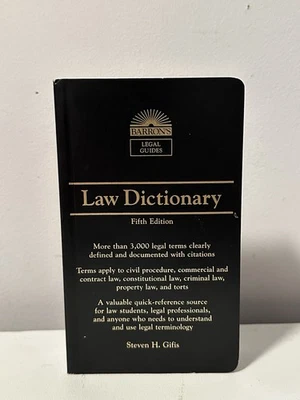 BARRON'S
LEGAL
GUIDES
Law Dictionary
Fifth Edition
More than 3,000 legal terms clearly
defined and documented with citations
Terms apply to civil procedure, commercial and
contract law, constitutional law, criminal law,
property law, and torts
A valuable quick-reference source
for law students, legal professionals,
and anyone who needs to understand
and use legal terminology
Steven H. Gifis